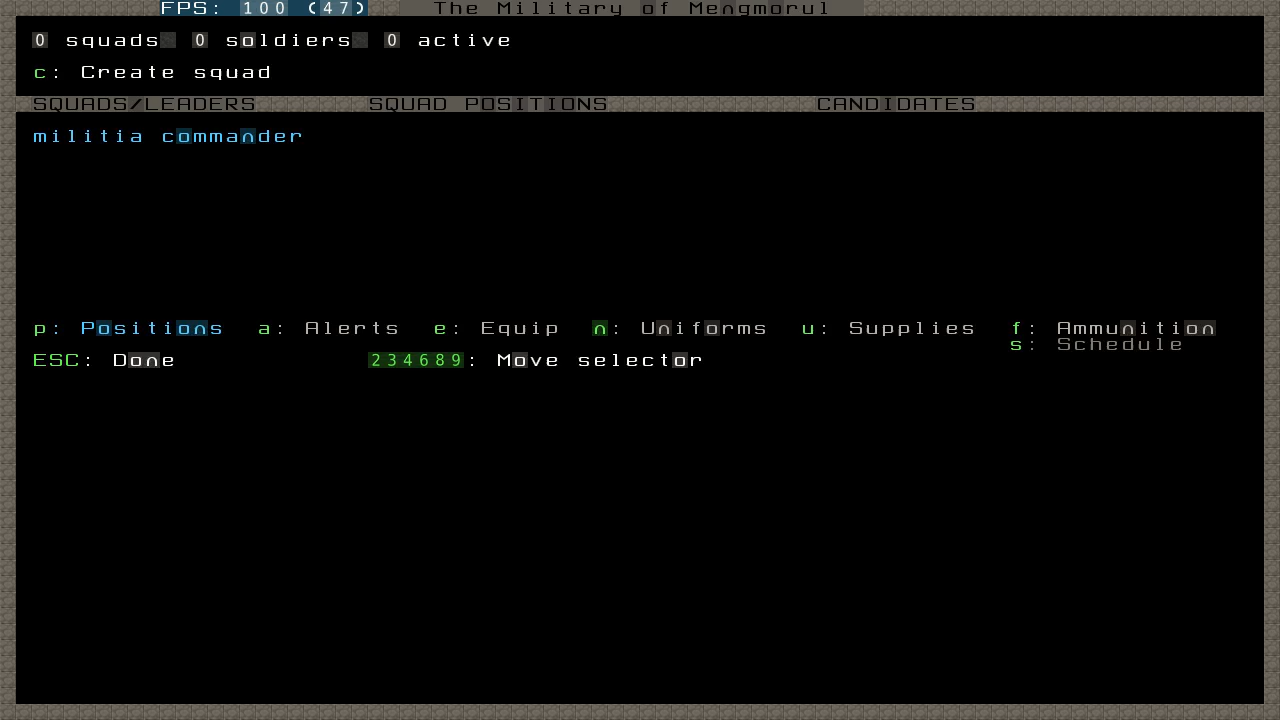 FPS: 100 (47) The Military of Mengmorul
0 squads 0 soldiers 0 active
c: Create squad
SQUADS/LEADERS SQUAD POSITIONS CANDIDATES
militia commander
p: Positions a: Alerts e: Equip n: Uniforms u: Supplies f: Ammunition
s: Schedule
ESC: Done 234689: Move selector